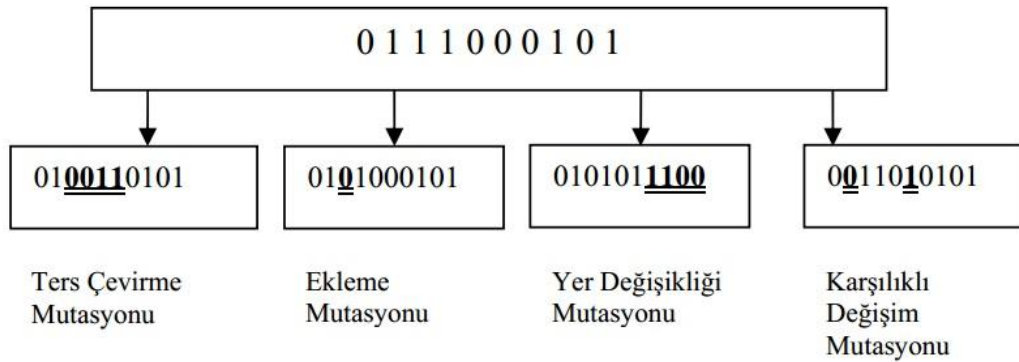 0 1 1 1 0 0 0 1 0 1
0100110101
0101000101
0101011100
0011010101
Ters Çevirme
Mutasyonu
Ekleme
Mutasyonu
Yer Değişikliği
Mutasyonu
Karşılıklı
Değişim
Mutasyonu